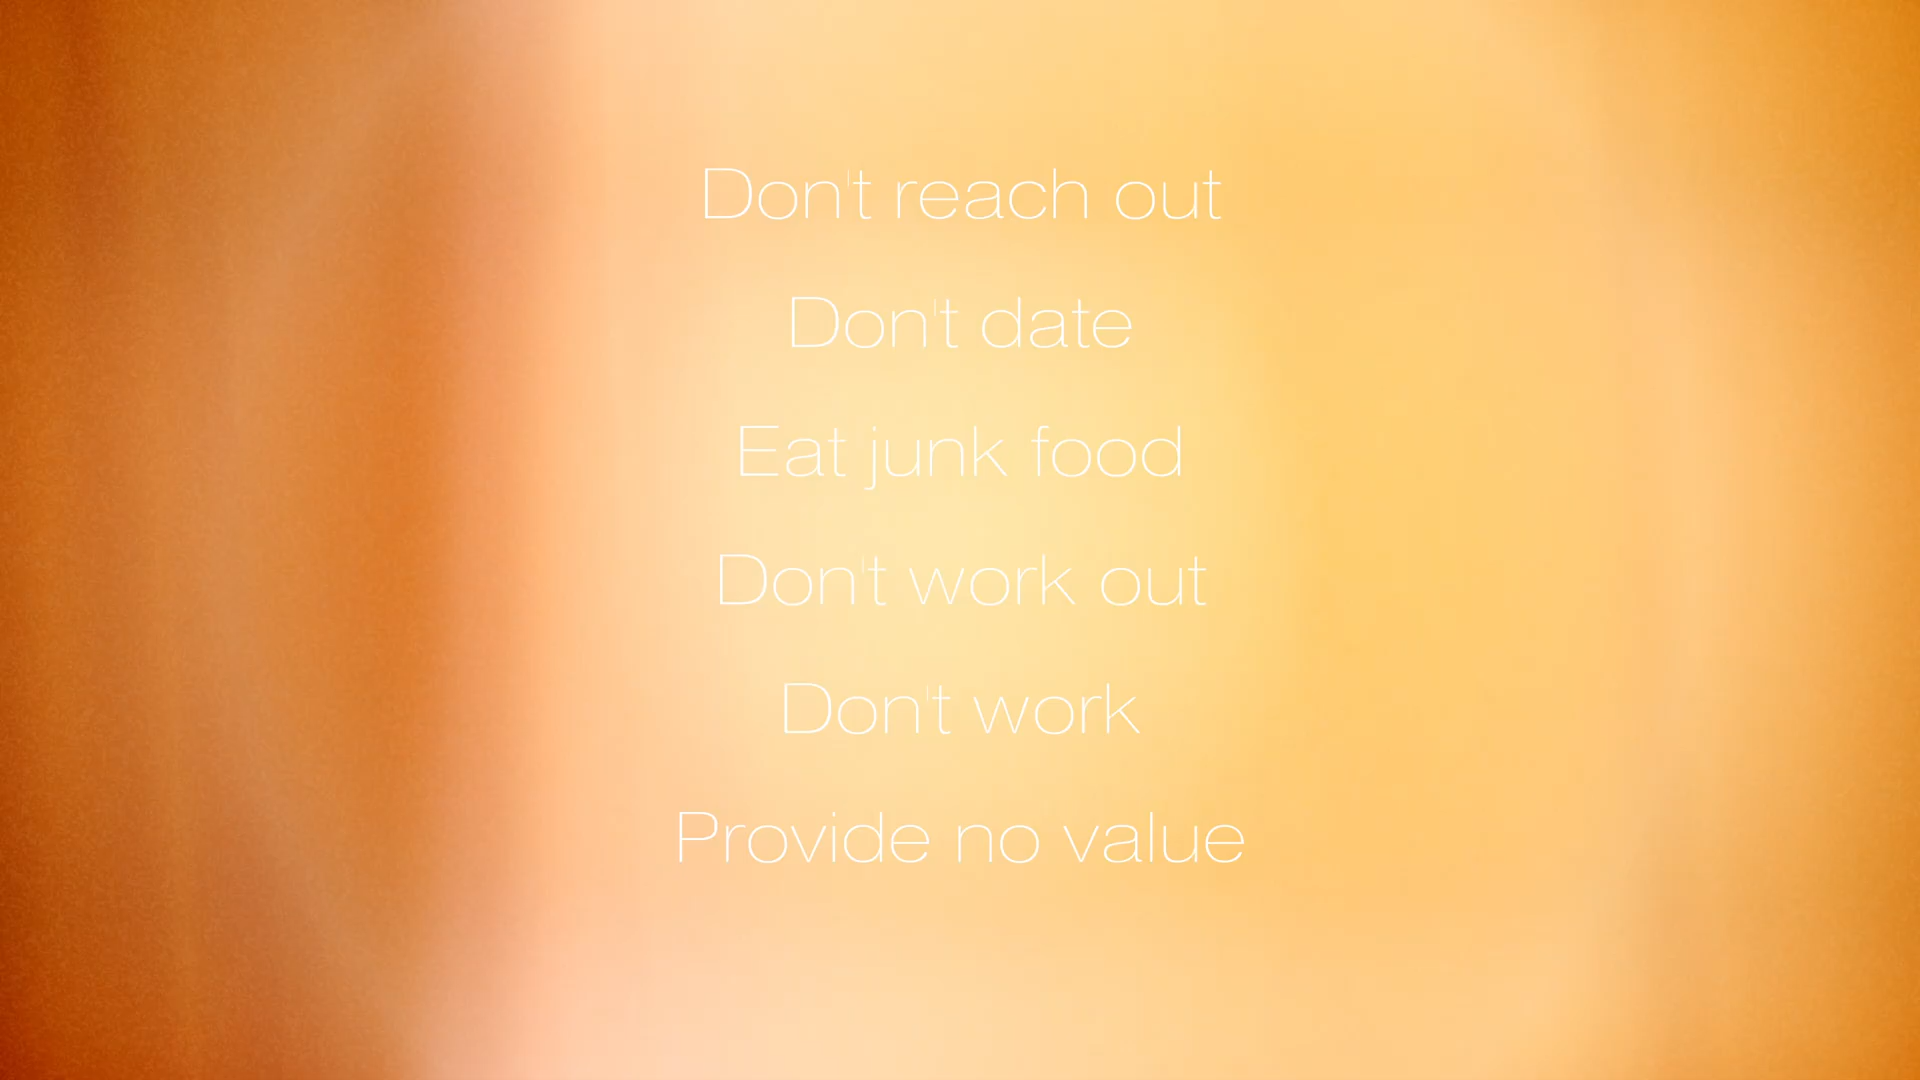 Don't reach out
Don't date
Eat junk food
Don't work out
Don't work
Provide no value